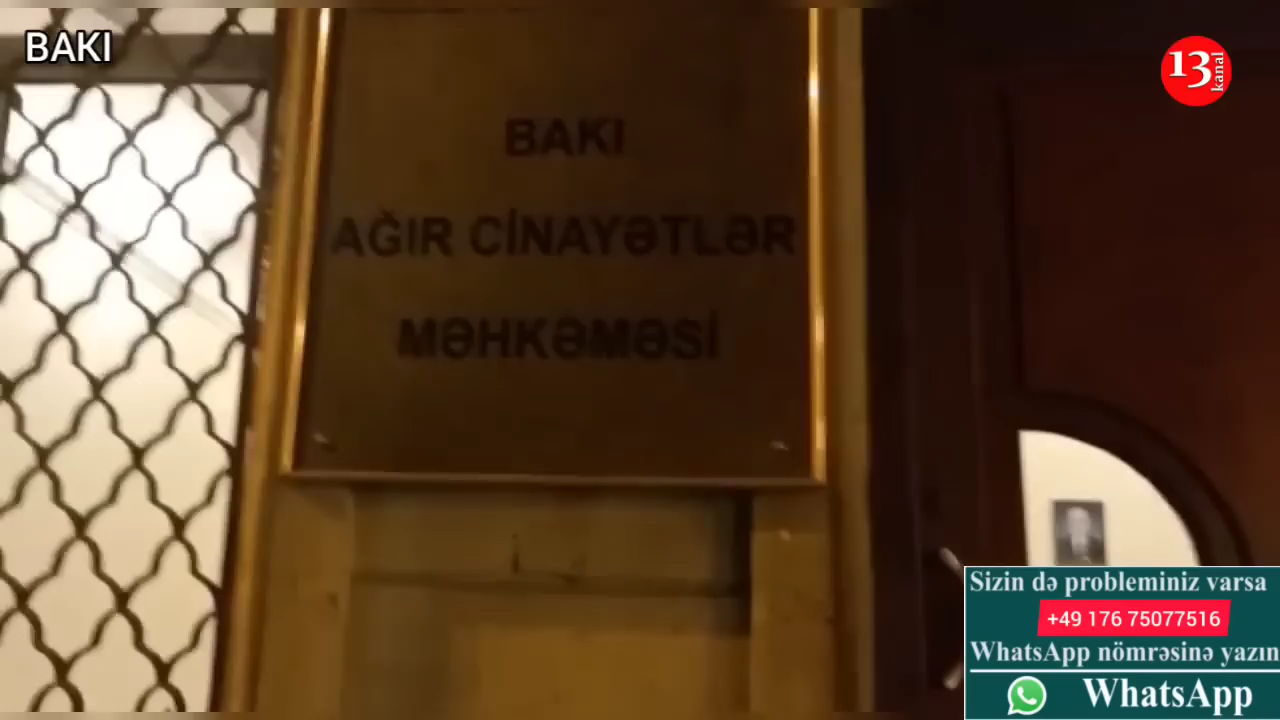 BAKI
13
kanal
BAKI
AĞIR CİNAYƏTLƏR
MƏHKƏMƏSİ
Sizin də probleminiz varsa
+49 176 75077516
WhatsApp nömrəsinə yazın
WhatsApp